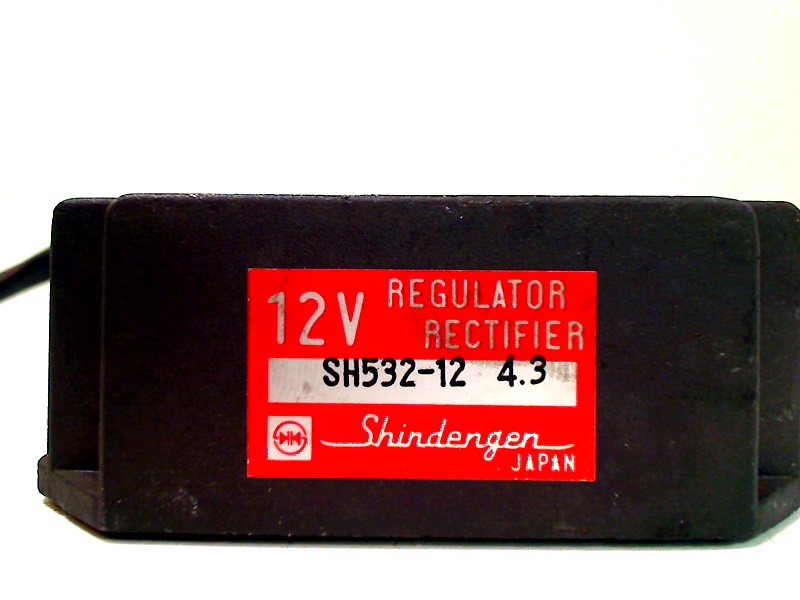 12V REGULATOR
RECTIFIER
SH532-12 4.3
Shindengen
JAPAN